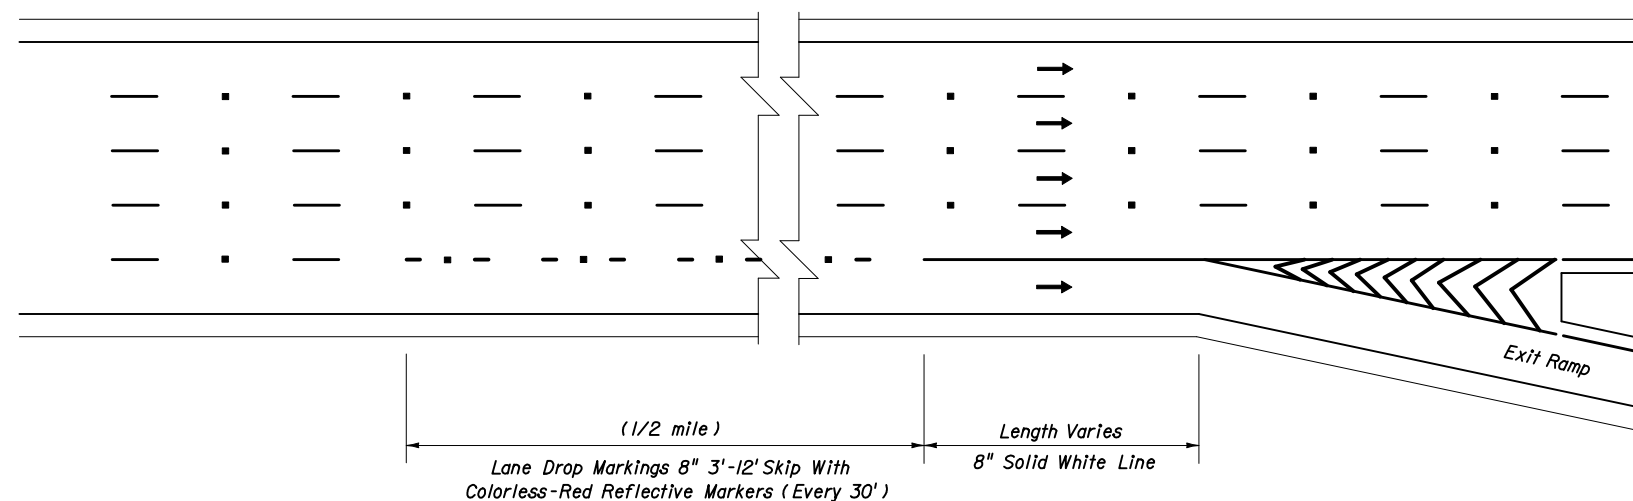 Exit Ramp
(1/2 mile)
Lane Drop Markings 8" 3'-12' Skip With
Colorless-Red Reflective Markers (Every 30')
Length Varies
8" Solid White Line